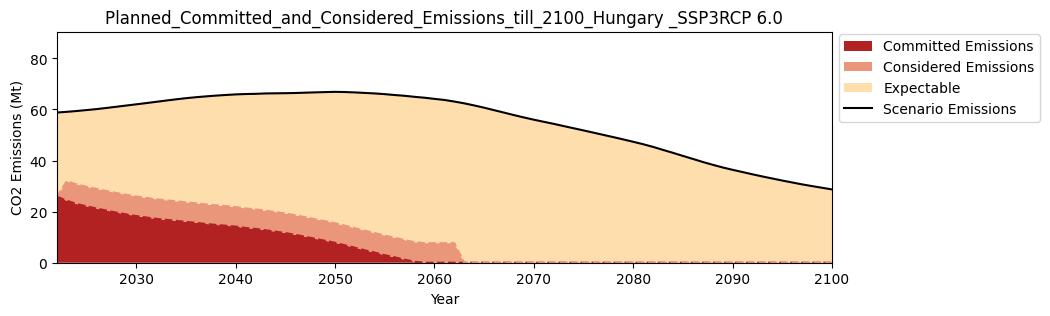 Planned_Committed_and_Considered_Emissions_till_2100_Hungary _SSP3RCP 6.0
CO2 Emissions (Mt)
80
60
40
20
0
2030 2040 2050 2060 2070 2080 2090 2100
Year
Committed Emissions
Considered Emissions
Expectable
Scenario Emissions